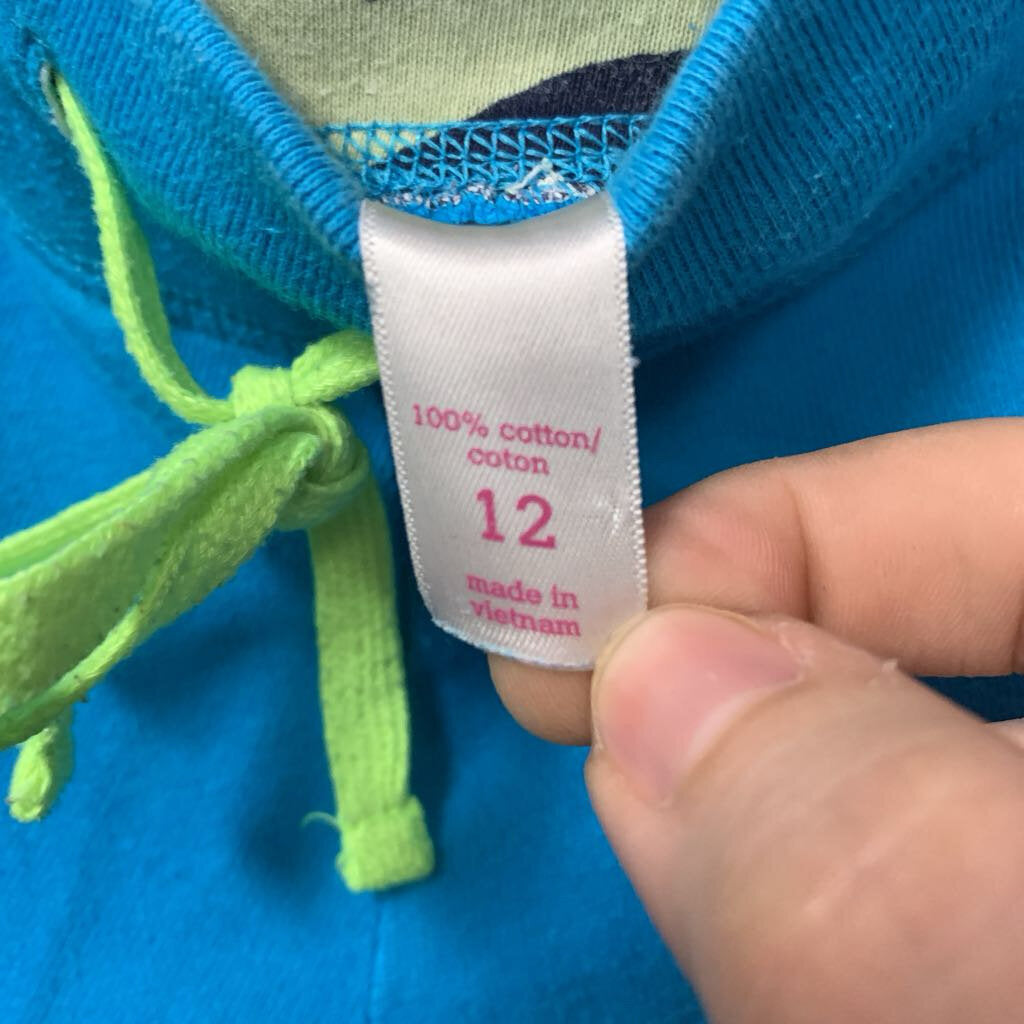 100% cotton/
coton
12
made in
vietnam